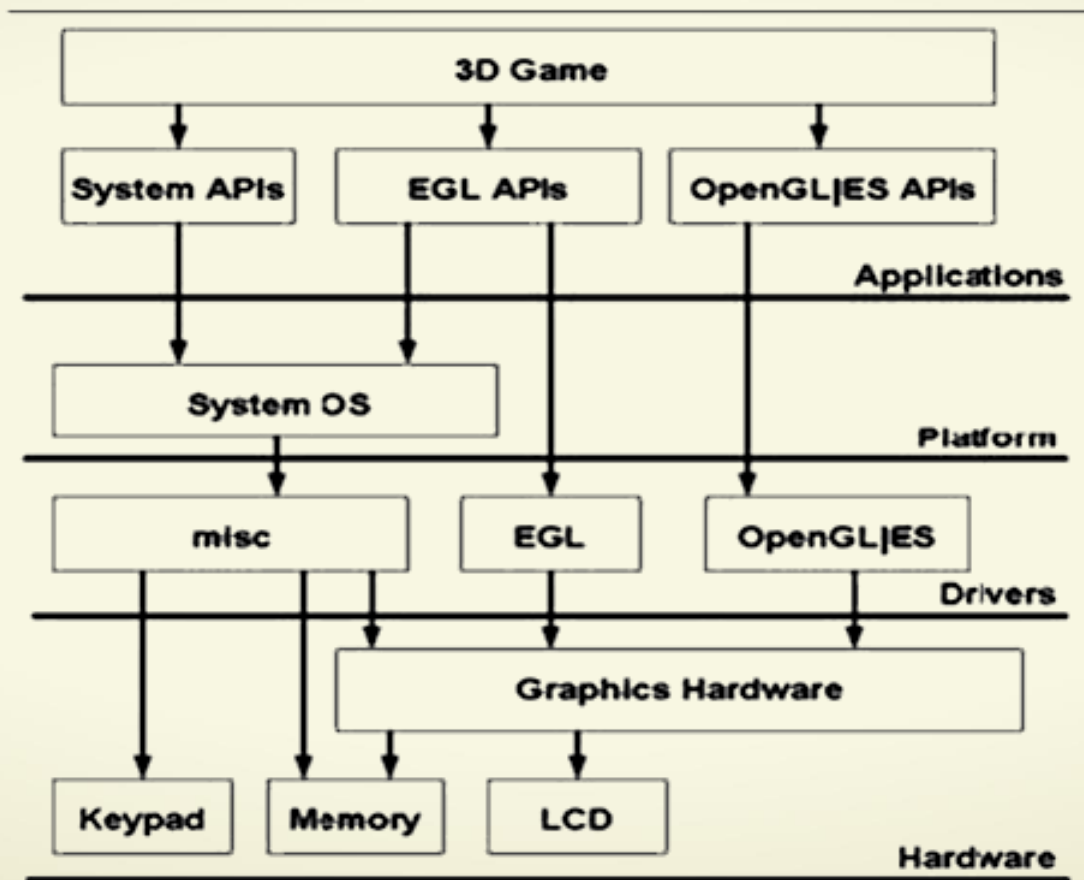 3D Game
System APIs
EGL APIs
OpenGL|ES APIs
Applications
System OS
Platform
misc
EGL
OpenGL|ES
Drivers
Graphics Hardware
Keypad
Memory
LCD
Hardware